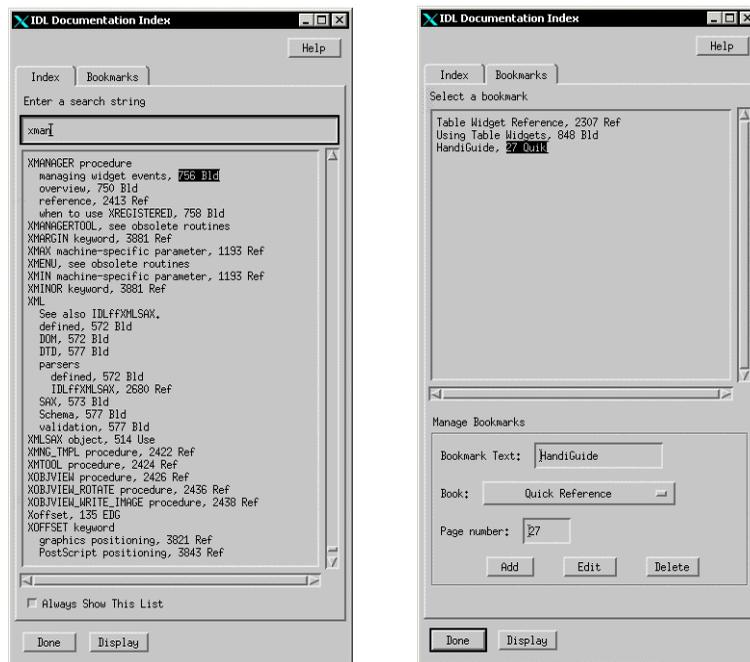 IDL Documentation Index
Help
Index Bookmarks
Enter a search string
xman
XMANAGER procedure
managing widget events, 756 Bld
overview, 750 Bld
reference, 2413 Ref
when to use XREGISTERED, 758 Bld
XMANAGERTOOL, see obsolete routines
XMARGIN keyword, 3881 Ref
XMAX machine-specific parameter, 1193 Ref
XMENU, see obsolete routines
XMIN machine-specific parameter, 1193 Ref
XMINOR keyword, 3881 Ref
XML
See also IDLffXMLSAX.
defined, 572 Bld
DOM, 572 Bld
DTD, 577 Bld
parsers
defined, 572 Bld
IDLffXMLSAX, 2680 Ref
SAX, 573 Bld
Schema, 577 Bld
validation, 577 Bld
XMLSAX object, 514 Use
XMNG_TMPL procedure, 2422 Ref
XMTOOL procedure, 2424 Ref
XOBJVIEW procedure, 2426 Ref
XOBJVIEW_ROTATE procedure, 2436 Ref
XOBJVIEW_WRITE_IMAGE procedure, 2438 Ref
Xoffset, 135 EDG
XOFFSET keyword
graphics positioning, 3821 Ref
PostScript positioning, 3843 Ref
Always Show This List
Done Display
IDL Documentation Index
Help
Index Bookmarks
Select a bookmark
Table Widget Reference, 2307 Ref
Using Table Widgets, 848 Bld
HandiGuide, 27 Quik
Manage Bookmarks
Bookmark Text: HandiGuide
Book: Quick Reference
Page number: 27
Add Edit Delete
Done Display